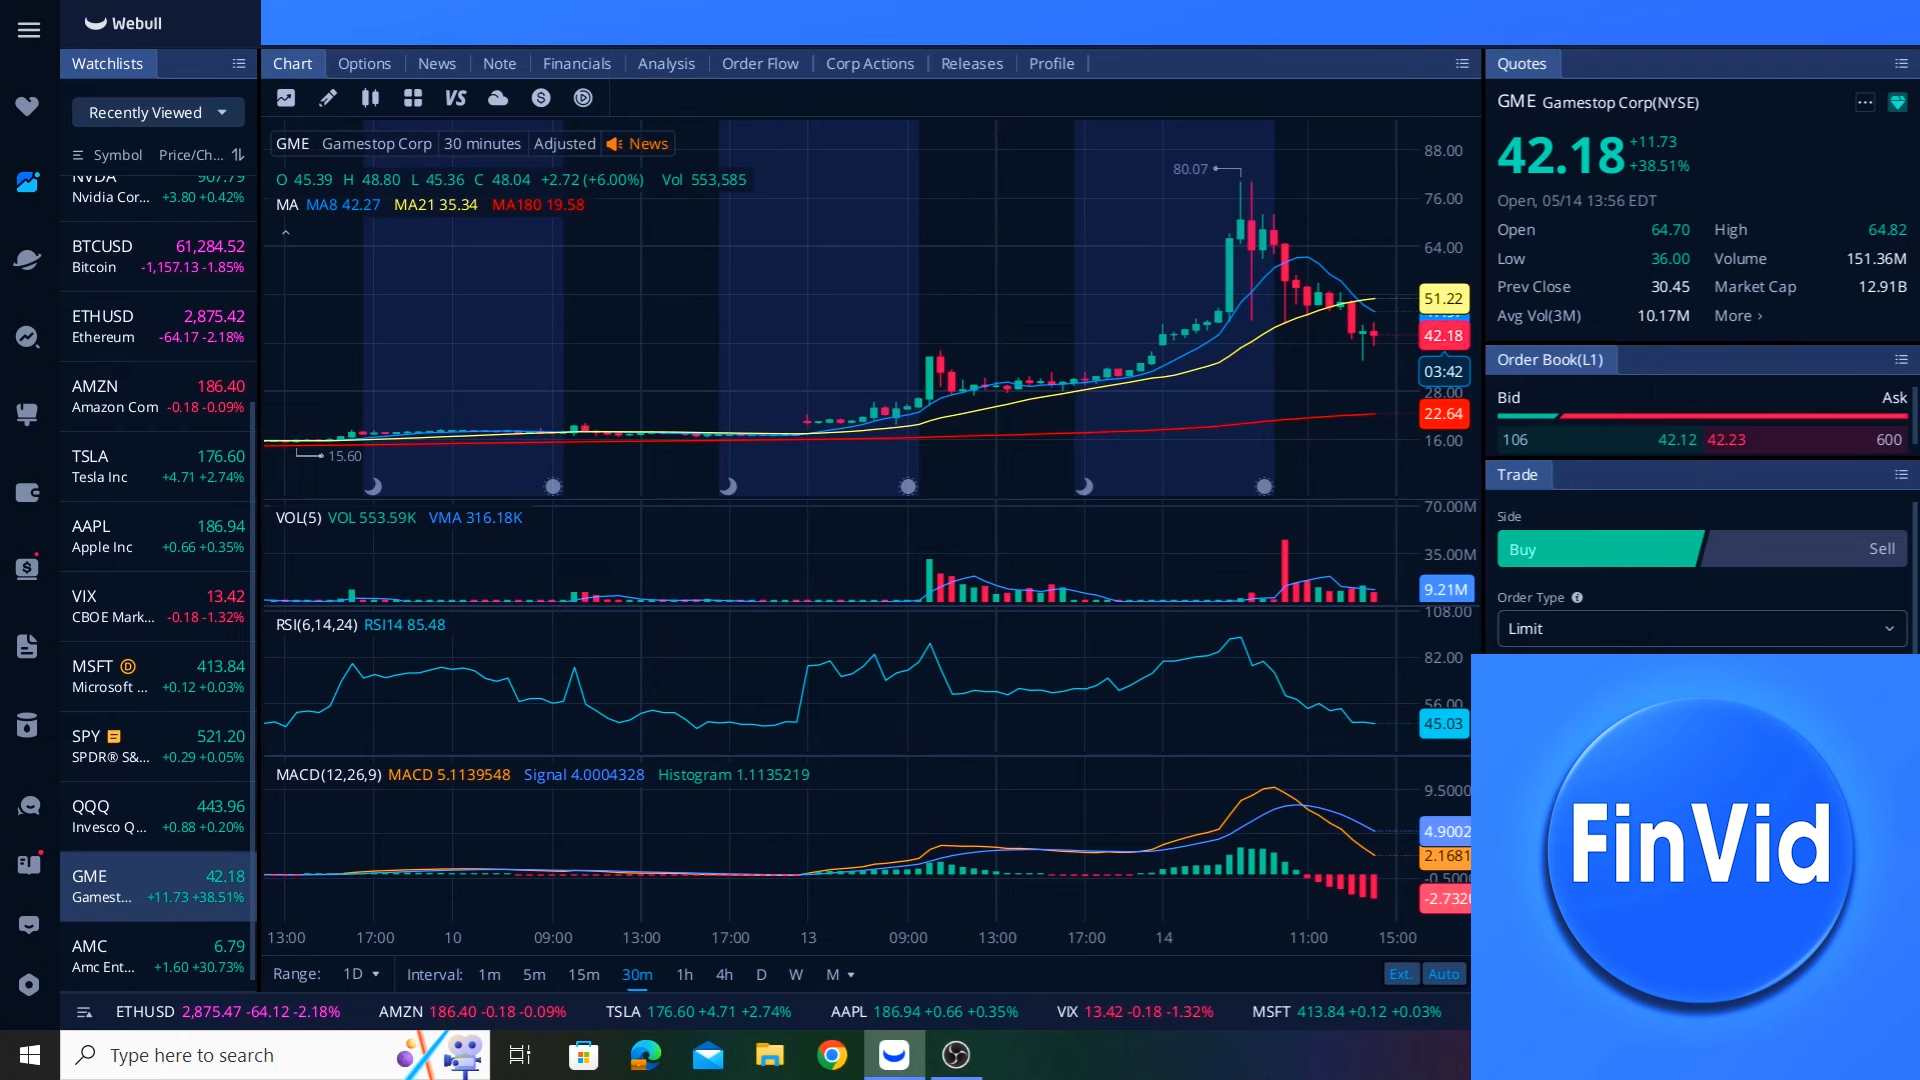 Webull
Watchlists
Recently Viewed
Symbol Price/Ch...
NVDA 907.79
Nvidia Cor... +3.80 +0.42%
BTCUSD 61,284.52
Bitcoin -1,157.13 -1.85%
ETHUSD 2,875.42
Ethereum -64.17 -2.18%
AMZN 186.40
Amazon Com -0.18 -0.09%
TSLA 176.60
Tesla Inc +4.71 +2.74%
AAPL 186.94
Apple Inc +0.66 +0.35%
VIX 13.42
CBOE Mark... -0.18 -1.32%
MSFT D 413.84
Microsoft ... +0.12 +0.03%
SPY 521.20
SPDR® S&... +0.29 +0.05%
QQQ 443.96
Invesco Q... +0.88 +0.20%
GME 42.18
Gamest... +11.73 +38.51%
AMC 6.79
Amc Ent... +1.60 +30.73%
Chart Options News Note Financials Analysis Order Flow Corp Actions Releases Profile
VS
GME Gamestop Corp 30 minutes Adjusted News
O 45.39 H 48.80 L 45.36 C 48.04 +2.72 (+6.00%) Vol 553,585
MA MA8 42.27 MA21 35.34 MA180 19.58
80.07
15.60
88.00
76.00
64.00
51.22
42.18
03:42
28.00
22.64
16.00
VOL(5) VOL 553.59K VMA 316.18K
70.00M
35.00M
9.21M
RSI(6,14,24) RSI14 85.48
108.00
82.00
56.00
45.03
MACD(12,26,9) MACD 5.1139548 Signal 4.0004328 Histogram 1.1135219
9.5000
4.9002
2.1681
-0.5000
-2.7320
13:00 17:00 10 09:00 13:00 17:00 13 09:00 13:00 17:00 14 11:00 15:00
Range: 1D Interval: 1m 5m 15m 30m 1h 4h D W M Ext. Auto
Quotes
GME Gamestop Corp(NYSE)
42.18 +11.73
+38.51%
Open, 05/14 13:56 EDT
Open 64.70 High 64.82
Low 36.00 Volume 151.36M
Prev Close 30.45 Market Cap 12.91B
Avg Vol(3M) 10.17M More ›
Order Book(L1)
Bid Ask
106 42.12 42.23 600
Trade
Side
Buy Sell
Order Type
Limit
FinVid
ETHUSD 2,875.47 -64.12 -2.18% AMZN 186.40 -0.18 -0.09% TSLA 176.60 +4.71 +2.74% AAPL 186.94 +0.66 +0.35% VIX 13.42 -0.18 -1.32% MSFT 413.84 +0.12 +0.03%
Type here to search